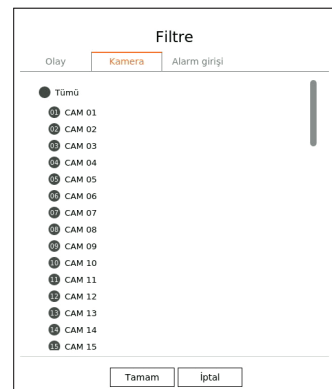 Filtre
Olay Kamera Alarm girişi
Tümü
01 CAM 01
02 CAM 02
03 CAM 03
04 CAM 04
05 CAM 05
06 CAM 06
07 CAM 07
08 CAM 08
09 CAM 09
10 CAM 10
11 CAM 11
12 CAM 12
13 CAM 13
14 CAM 14
15 CAM 15
Tamam İptal